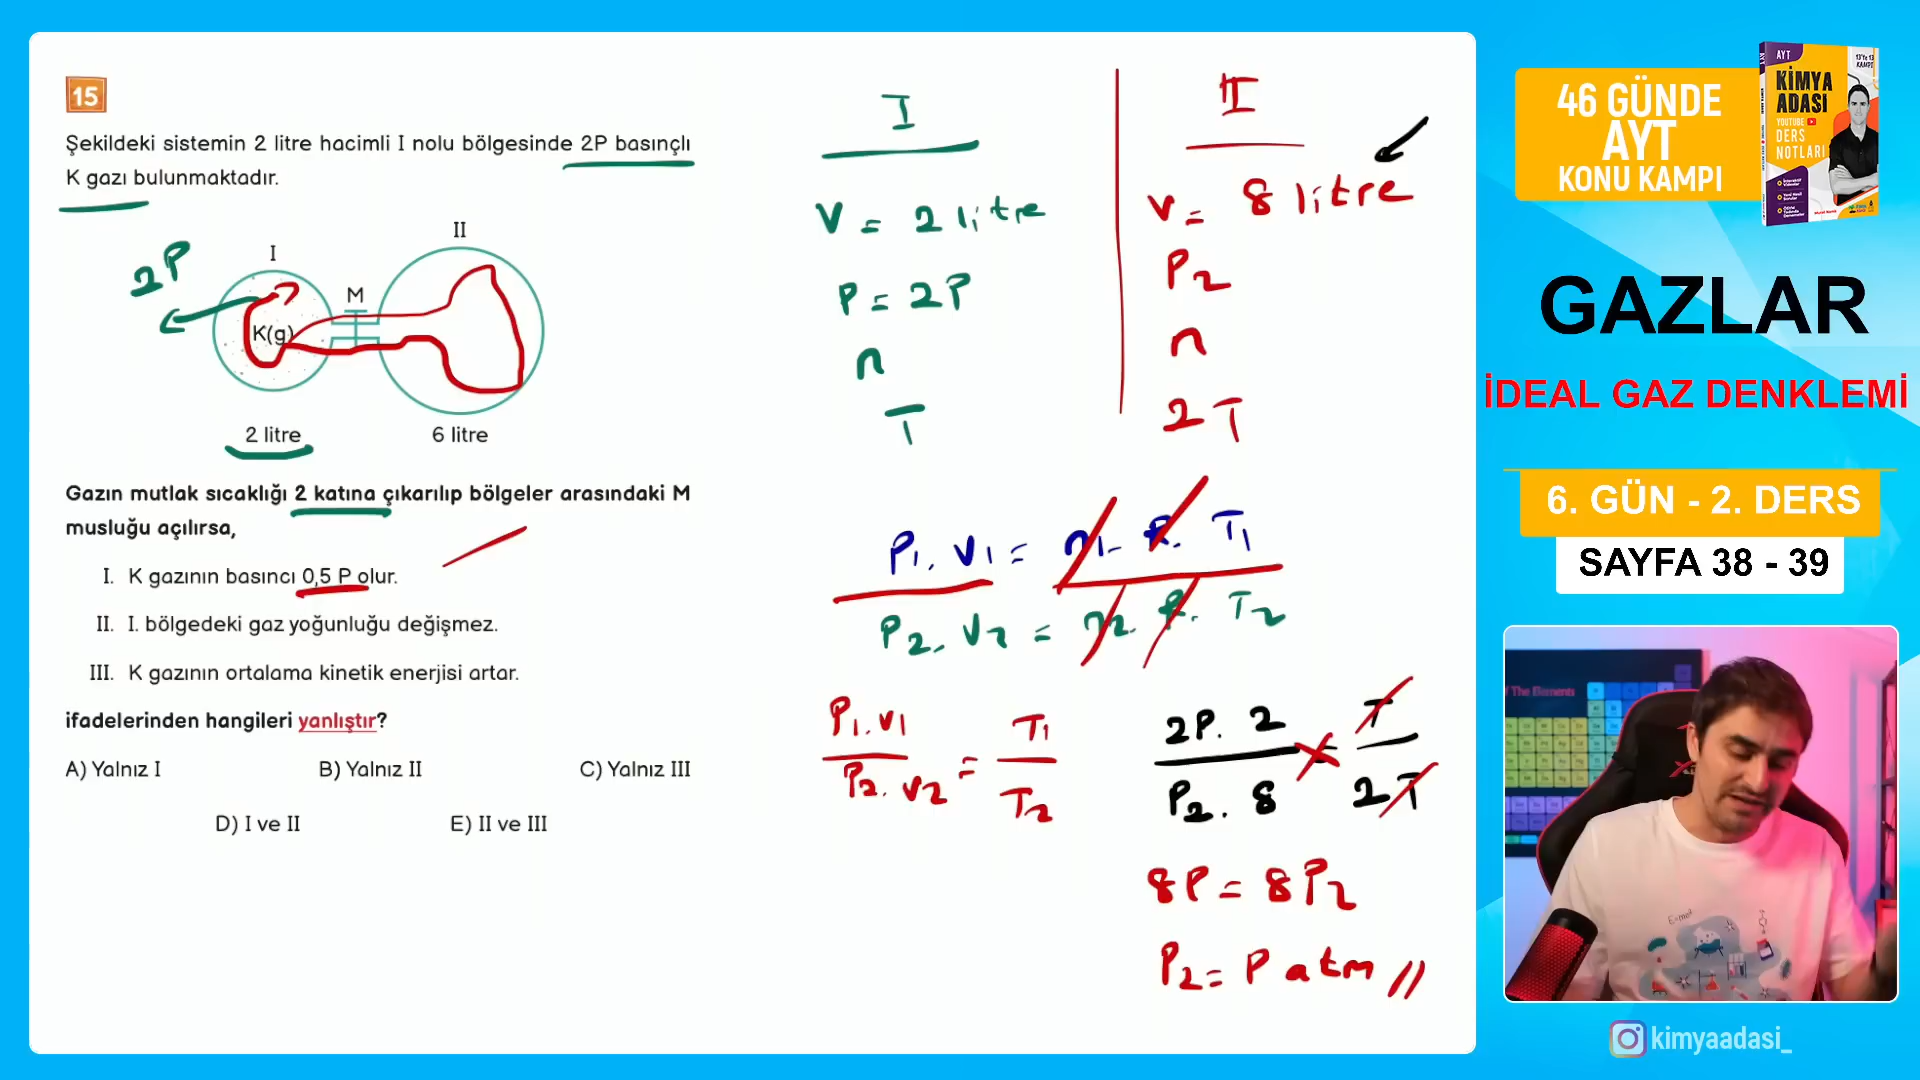 15
Şekildeki sistemin 2 litre hacimli I nolu bölgesinde 2P basınçlı
K gazı bulunmaktadır.
2P
I
II
M
K(g)
2 litre
6 litre
Gazın mutlak sıcaklığı 2 katına çıkarılıp bölgeler arasındaki M
musluğu açılırsa,
I. K gazının basıncı 0,5 P olur.
II. I. bölgedeki gaz yoğunluğu değişmez.
III. K gazının ortalama kinetik enerjisi artar.
ifadelerinden hangileri yanlıştır?
A) Yalnız I
B) Yalnız II
C) Yalnız III
D) I ve II
E) II ve III
I
V = 2 litre
P = 2P
n
T
II
V = 8 litre
P2
n
2T
P1. V1 = n1. R. T1
P2. V2 = n2. R. T2
P1.V1 = T1
P2. V2 T2
2P. 2 = T
P2. 8 2T
8P = 8P2
P2 = P atm //
46 GÜNDE
AYT
KONU KAMPI
AYT
KİMYA
ADASI
YOUTUBE
DERS
NOTLARI
GAZLAR
İDEAL GAZ DENKLEMİ
6. GÜN - 2. DERS
SAYFA 38 - 39
The Elements
E=mc²
kimyaadasi_